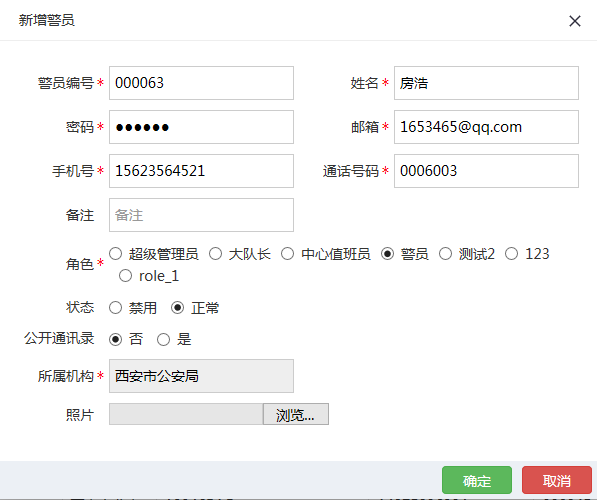 新增警员
警员编号* 000063 姓名* 房浩
密码* ●●●●●● 邮箱* 1653465@qq.com
手机号* 15623564521 通话号码* 0006003
备注 备注
角色* 超级管理员 大队长 中心值班员 警员 测试2 123
role_1
状态 禁用 正常
公开通讯录 否 是
所属机构* 西安市公安局
照片 浏览...
确定 取消